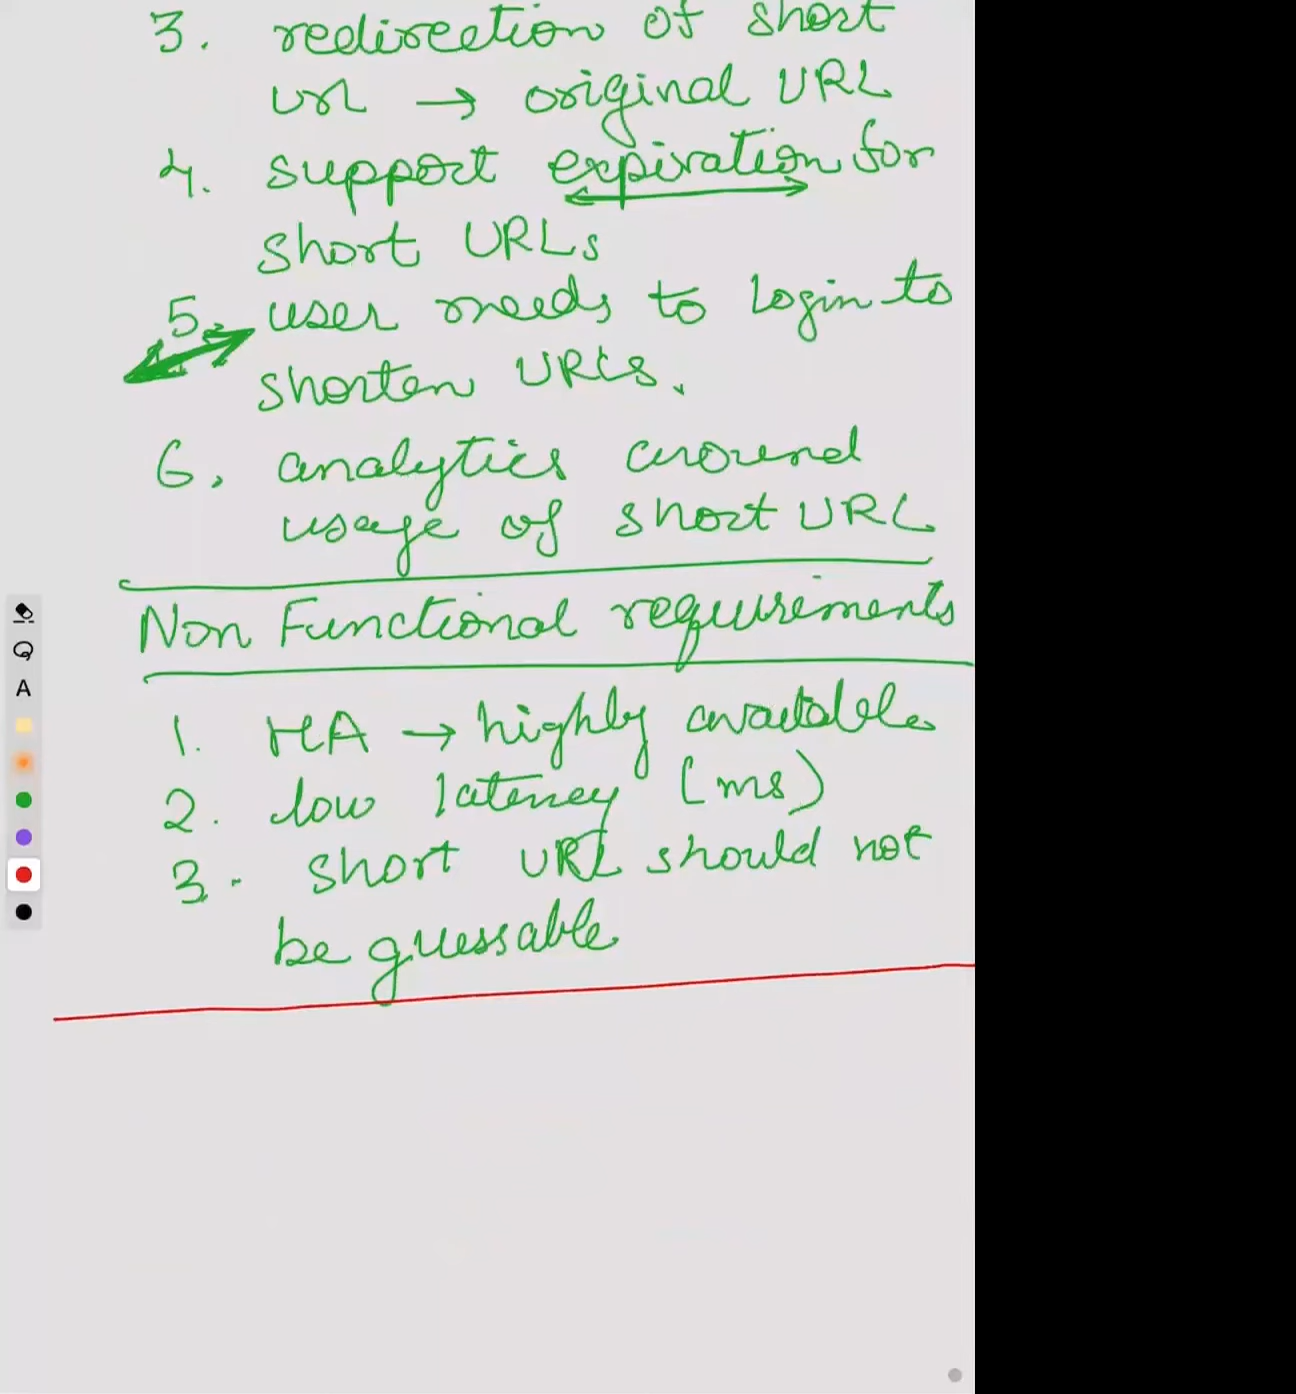 3. redirection of short
url → original URL
4. support expiration for
short URLs
5. user needs to login to
shorten URLs.
6. analytics around
usage of short URL
Non Functional requirements
1. HA → highly available
2. low latency (ms)
3. short URL should not
be guessable
A